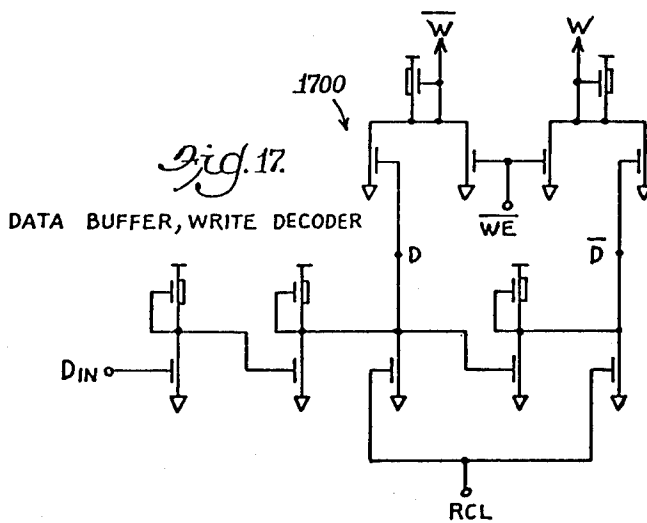 W̅ W
1700
Fig. 17.
DATA BUFFER, WRITE DECODER
W̅E̅
D D̅
DIN
RCL